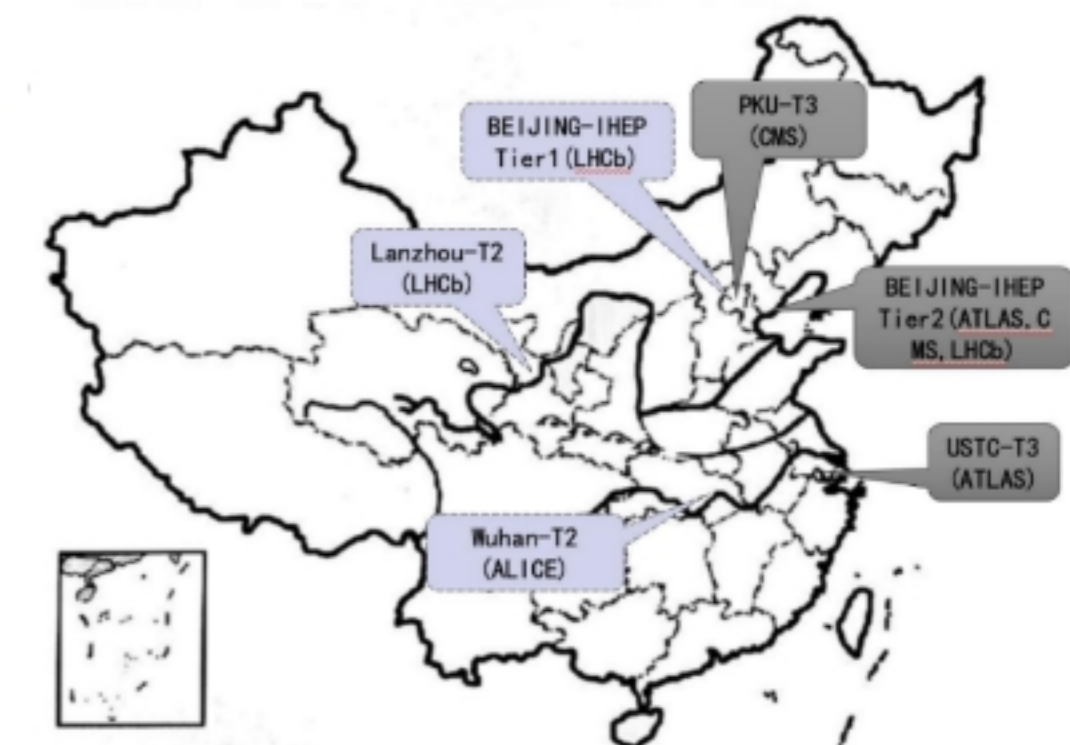 PKU-T3
(CMS)
BEIJING-IHEP
Tier1(LHCb)
Lanzhou-T2
(LHCb)
BEIJING-IHEP
Tier2(ATLAS,C
MS,LHCb)
USTC-T3
(ATLAS)
Wuhan-T2
(ALICE)